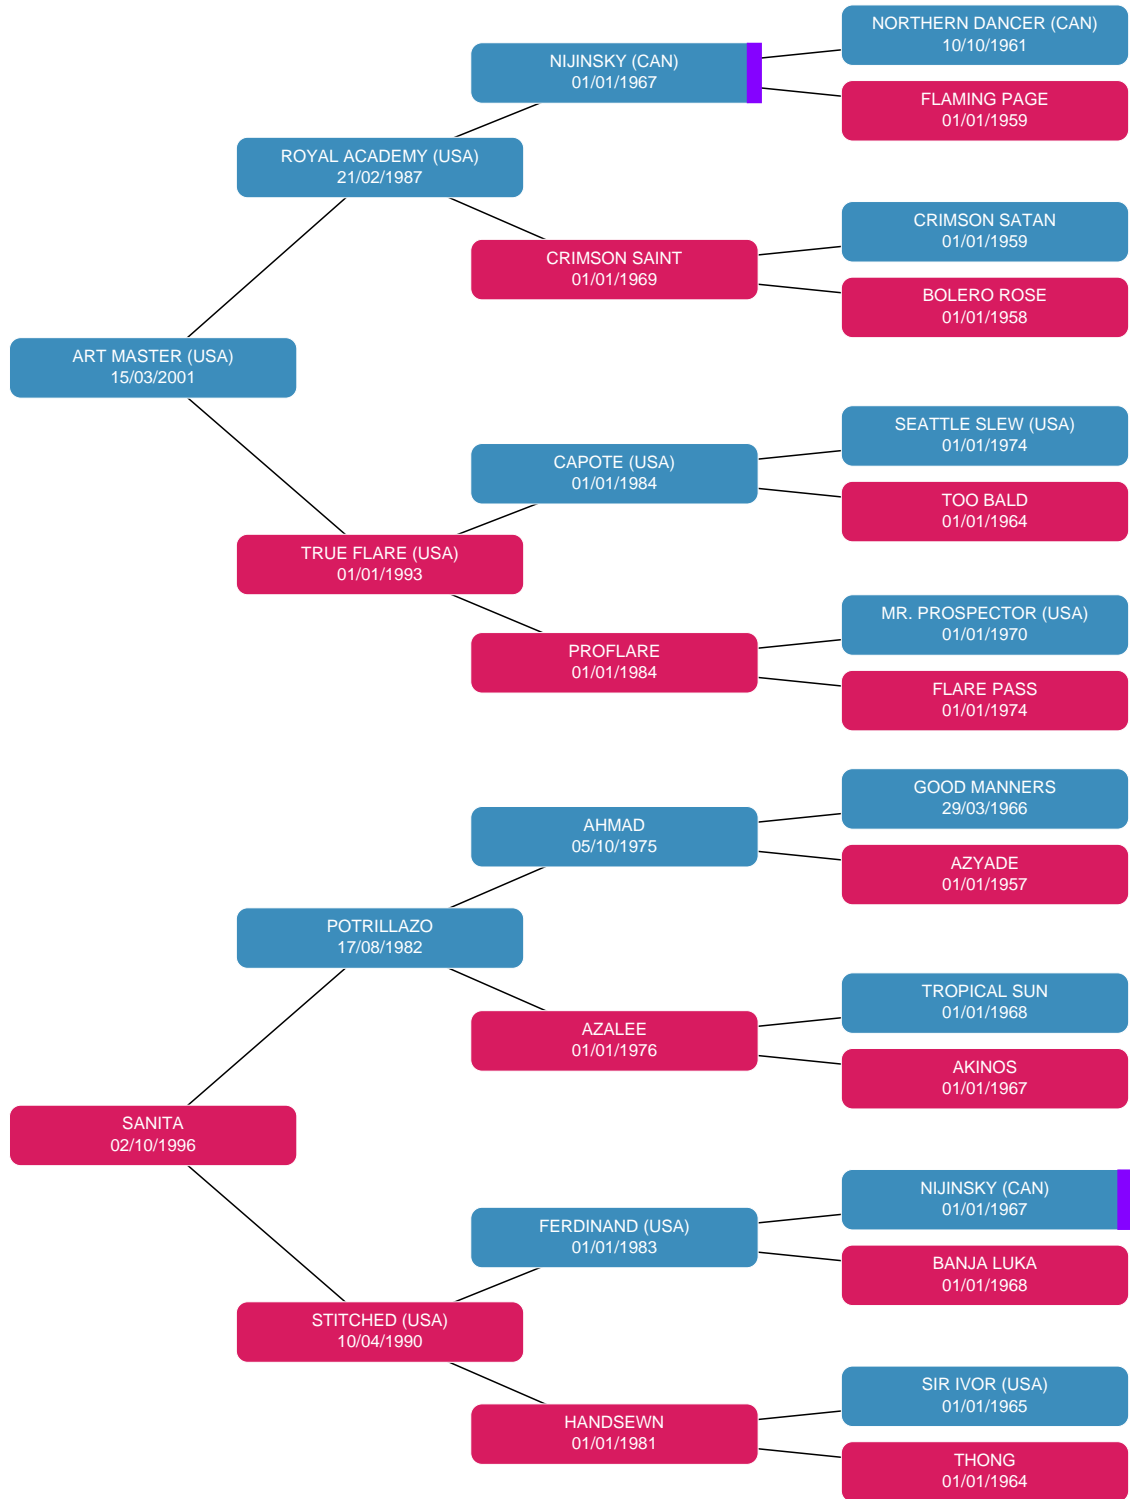 NORTHERN DANCER (CAN)
10/10/1961
NIJINSKY (CAN)
01/01/1967
FLAMING PAGE
01/01/1959
ROYAL ACADEMY (USA)
21/02/1987
CRIMSON SATAN
01/01/1959
CRIMSON SAINT
01/01/1969
BOLERO ROSE
01/01/1958
ART MASTER (USA)
15/03/2001
SEATTLE SLEW (USA)
01/01/1974
CAPOTE (USA)
01/01/1984
TOO BALD
01/01/1964
TRUE FLARE (USA)
01/01/1993
MR. PROSPECTOR (USA)
01/01/1970
PROFLARE
01/01/1984
FLARE PASS
01/01/1974
GOOD MANNERS
29/03/1966
AHMAD
05/10/1975
AZYADE
01/01/1957
POTRILLAZO
17/08/1982
TROPICAL SUN
01/01/1968
AZALEE
01/01/1976
AKINOS
01/01/1967
SANITA
02/10/1996
NIJINSKY (CAN)
01/01/1967
FERDINAND (USA)
01/01/1983
BANJA LUKA
01/01/1968
STITCHED (USA)
10/04/1990
SIR IVOR (USA)
01/01/1965
HANDSEWN
01/01/1981
THONG
01/01/1964